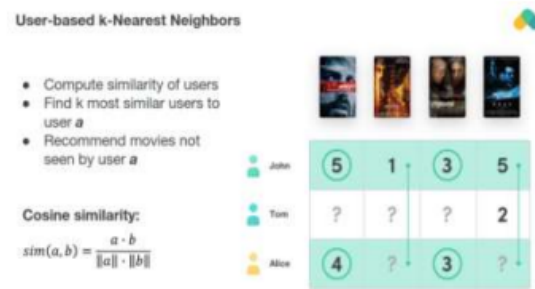 User-based k-Nearest Neighbors
• Compute similarity of users
• Find k most similar users to
user a
• Recommend movies not
seen by user a
Cosine similarity:
sim(a, b) = a · b / ‖a‖ · ‖b‖
John 5 1 3 5
Tom ? ? ? 2
Alice 4 ? 3 ?